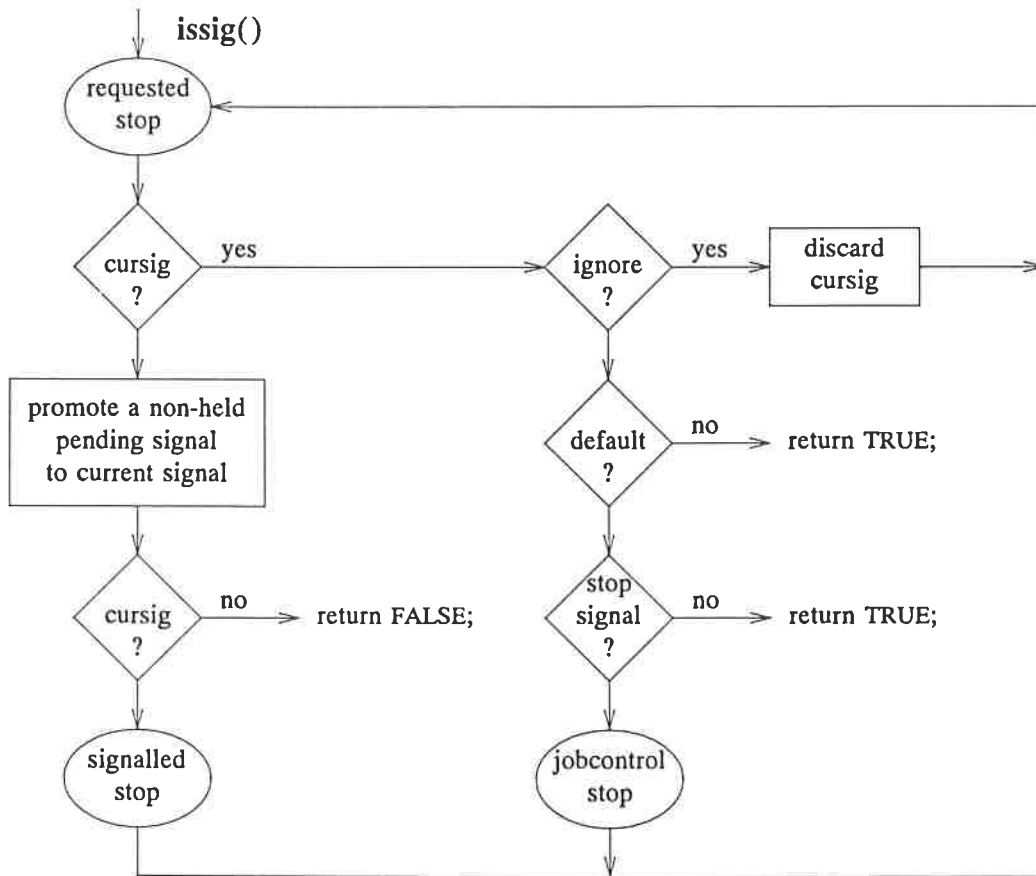 issig()
requested
stop
cursig
?
yes
ignore
?
yes
discard
cursig
promote a non-held
pending signal
to current signal
default
?
no
return TRUE;
cursig
?
no
return FALSE;
stop
signal
?
no
return TRUE;
signalled
stop
jobcontrol
stop